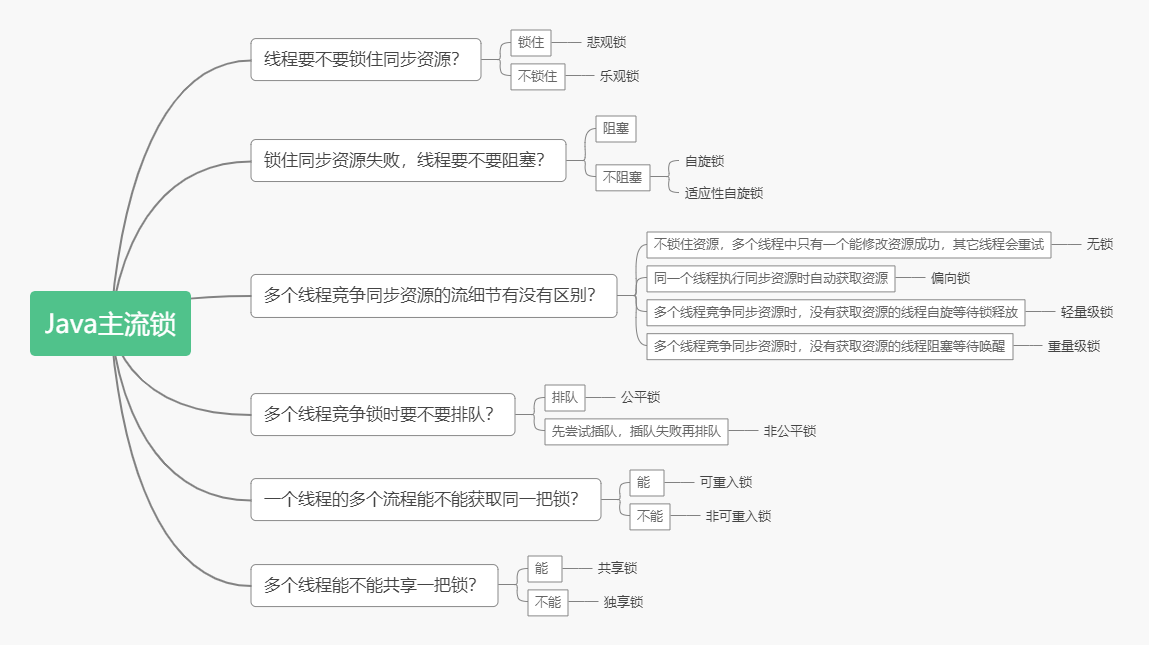 Java主流锁
线程要不要锁住同步资源？
锁住
悲观锁
不锁住
乐观锁
锁住同步资源失败，线程要不要阻塞？
阻塞
不阻塞
自旋锁
适应性自旋锁
多个线程竞争同步资源的流细节有没有区别？
不锁住资源，多个线程中只有一个能修改资源成功，其它线程会重试
无锁
同一个线程执行同步资源时自动获取资源
偏向锁
多个线程竞争同步资源时，没有获取资源的线程自旋等待锁释放
轻量级锁
多个线程竞争同步资源时，没有获取资源的线程阻塞等待唤醒
重量级锁
多个线程竞争锁时要不要排队？
排队
公平锁
先尝试插队，插队失败再排队
非公平锁
一个线程的多个流程能不能获取同一把锁？
能
可重入锁
不能
非可重入锁
多个线程能不能共享一把锁？
能
共享锁
不能
独享锁